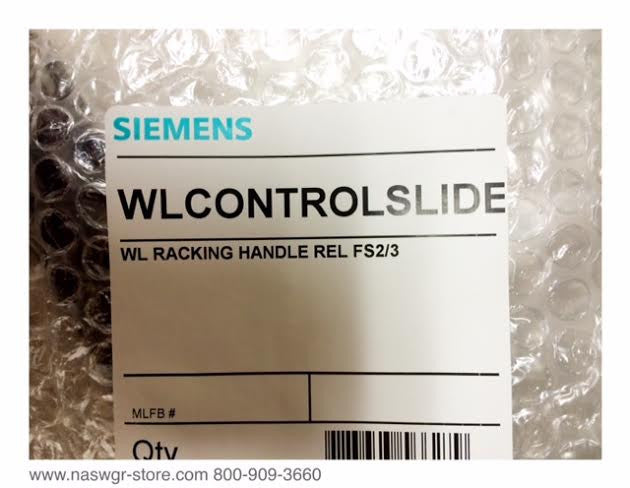 SIEMENS
WLCONTROLSLIDE
WL RACKING HANDLE REL FS2/3
MLFB #
Qty
www.naswgr-store.com 800-909-3660